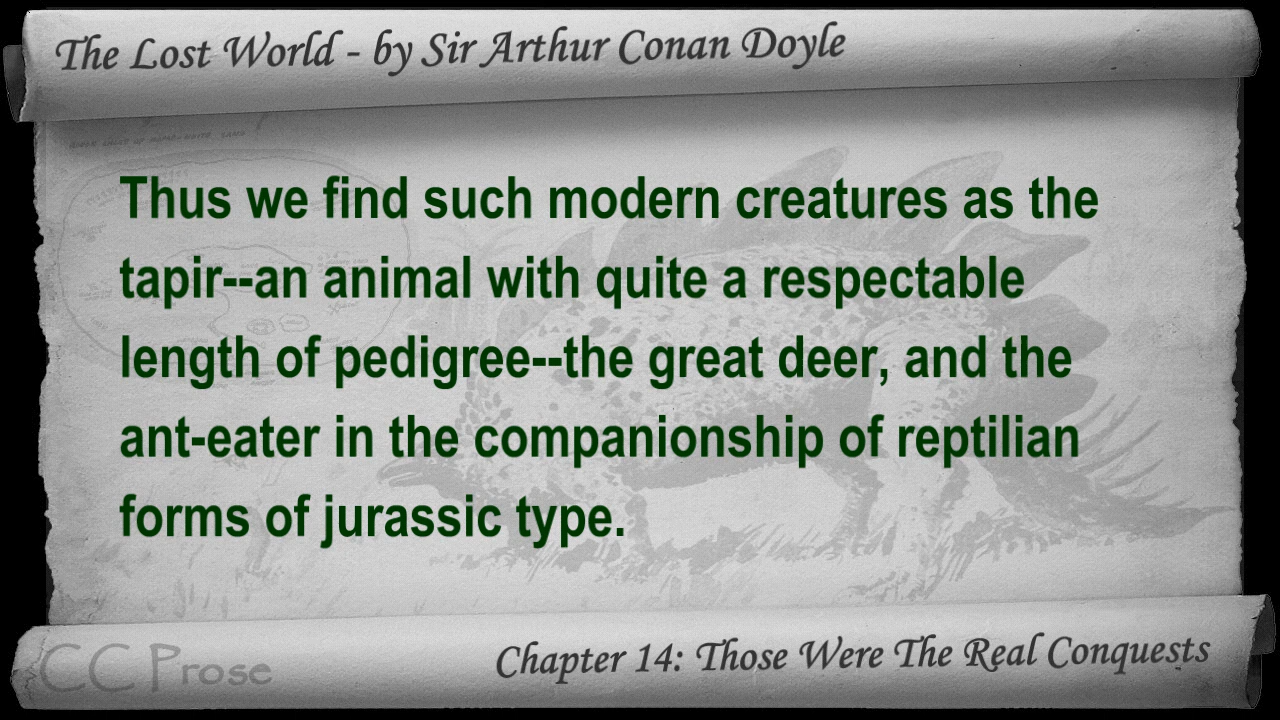 The Lost World - by Sir Arthur Conan Doyle
Thus we find such modern creatures as the
tapir--an animal with quite a respectable
length of pedigree--the great deer, and the
ant-eater in the companionship of reptilian
forms of jurassic type.
CC Prose
Chapter 14: Those Were The Real Conquests